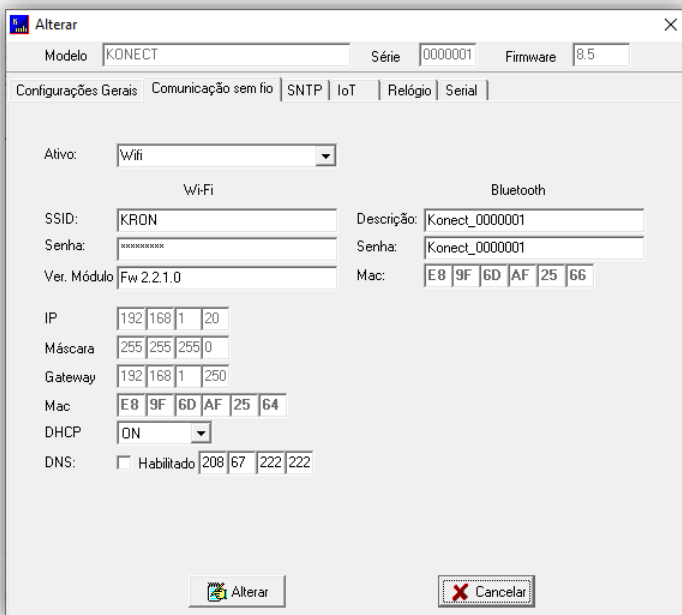 Alterar
Modelo KONECT Série 0000001 Firmware 8.5
Configurações Gerais Comunicação sem fio SNTP IoT Relógio Serial
Ativo: Wifi
Wi-Fi Bluetooth
SSID: KRON Descrição: Konect_0000001
Senha: ********* Senha: Konect_0000001
Ver. Módulo Fw 2.2.1.0 Mac: E8 9F 6D AF 25 66
IP 192 168 1 20
Máscara 255 255 255 0
Gateway 192 168 1 250
Mac E8 9F 6D AF 25 64
DHCP ON
DNS: Habilitado 208 67 222 222
Alterar Cancelar